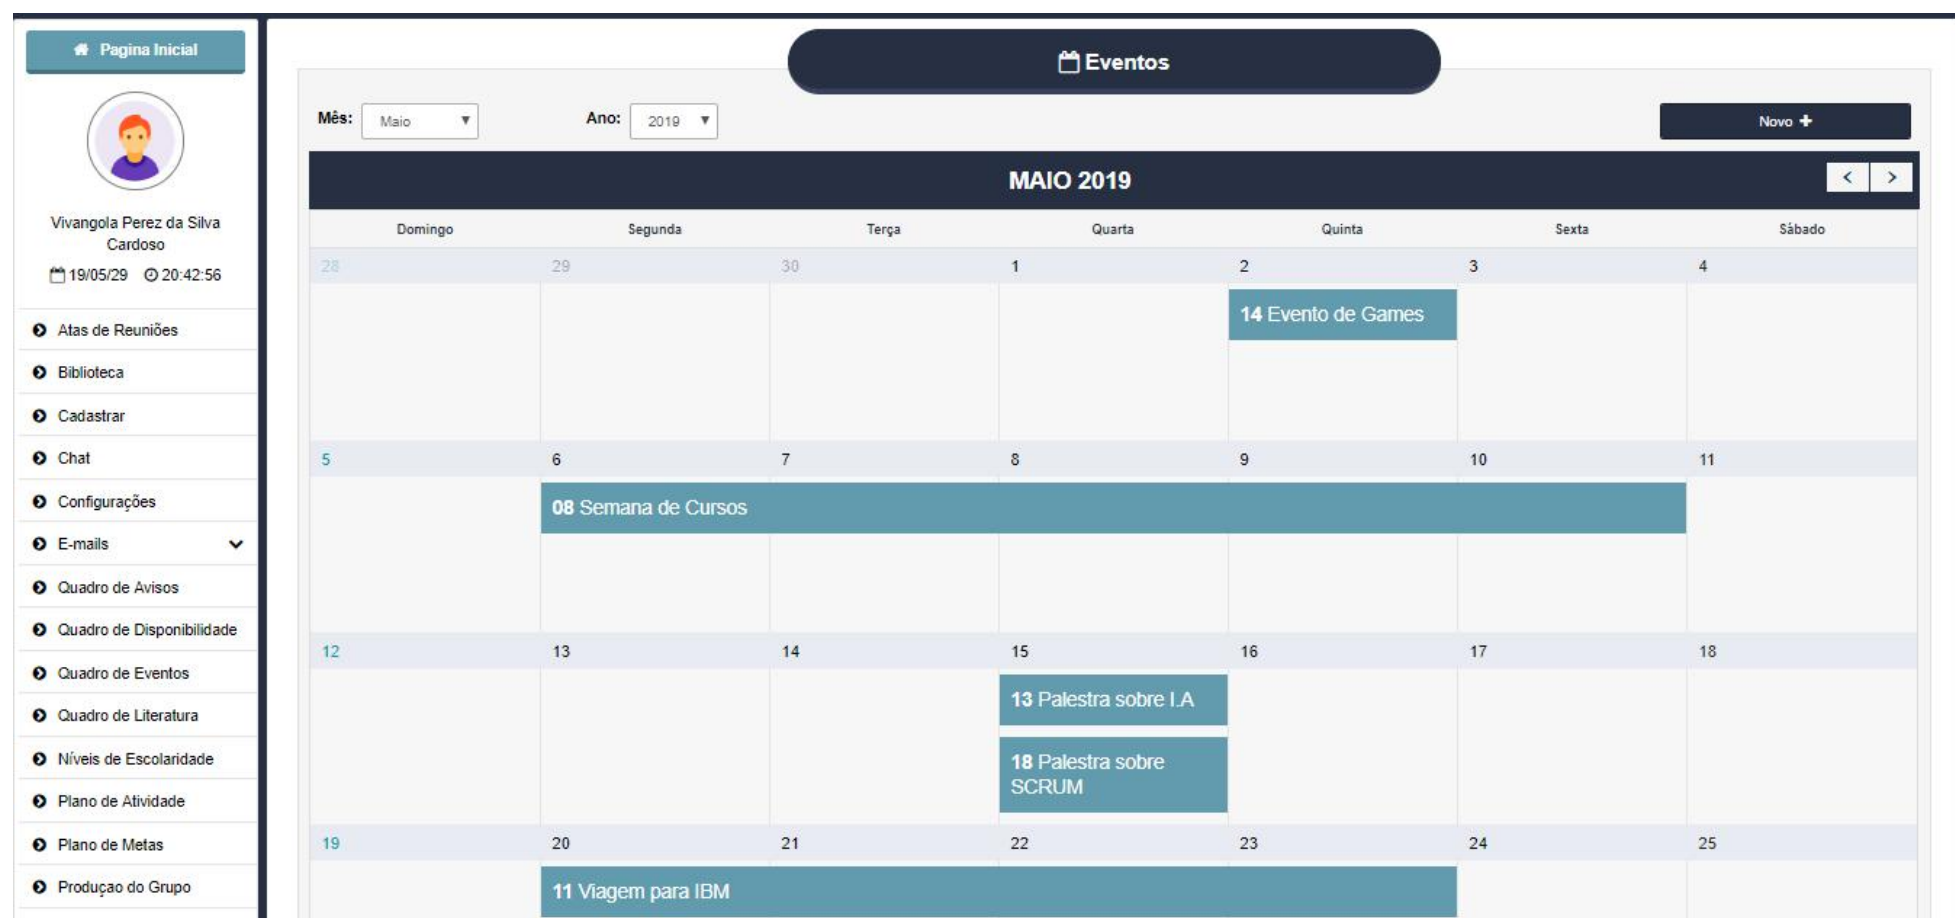 Pagina Inicial
Vivangola Perez da Silva
Cardoso
19/05/29 20:42:56
Atas de Reuniões
Biblioteca
Cadastrar
Chat
Configurações
E-mails
Quadro de Avisos
Quadro de Disponibilidade
Quadro de Eventos
Quadro de Literatura
Níveis de Escolaridade
Plano de Atividade
Plano de Metas
Produçao do Grupo
Eventos
Mês: Maio Ano: 2019 Novo
MAIO 2019
Domingo Segunda Terça Quarta Quinta Sexta Sábado
28 29 30 1 2 3 4
14 Evento de Games
5 6 7 8 9 10 11
08 Semana de Cursos
12 13 14 15 16 17 18
13 Palestra sobre I.A
18 Palestra sobre
SCRUM
19 20 21 22 23 24 25
11 Viagem para IBM